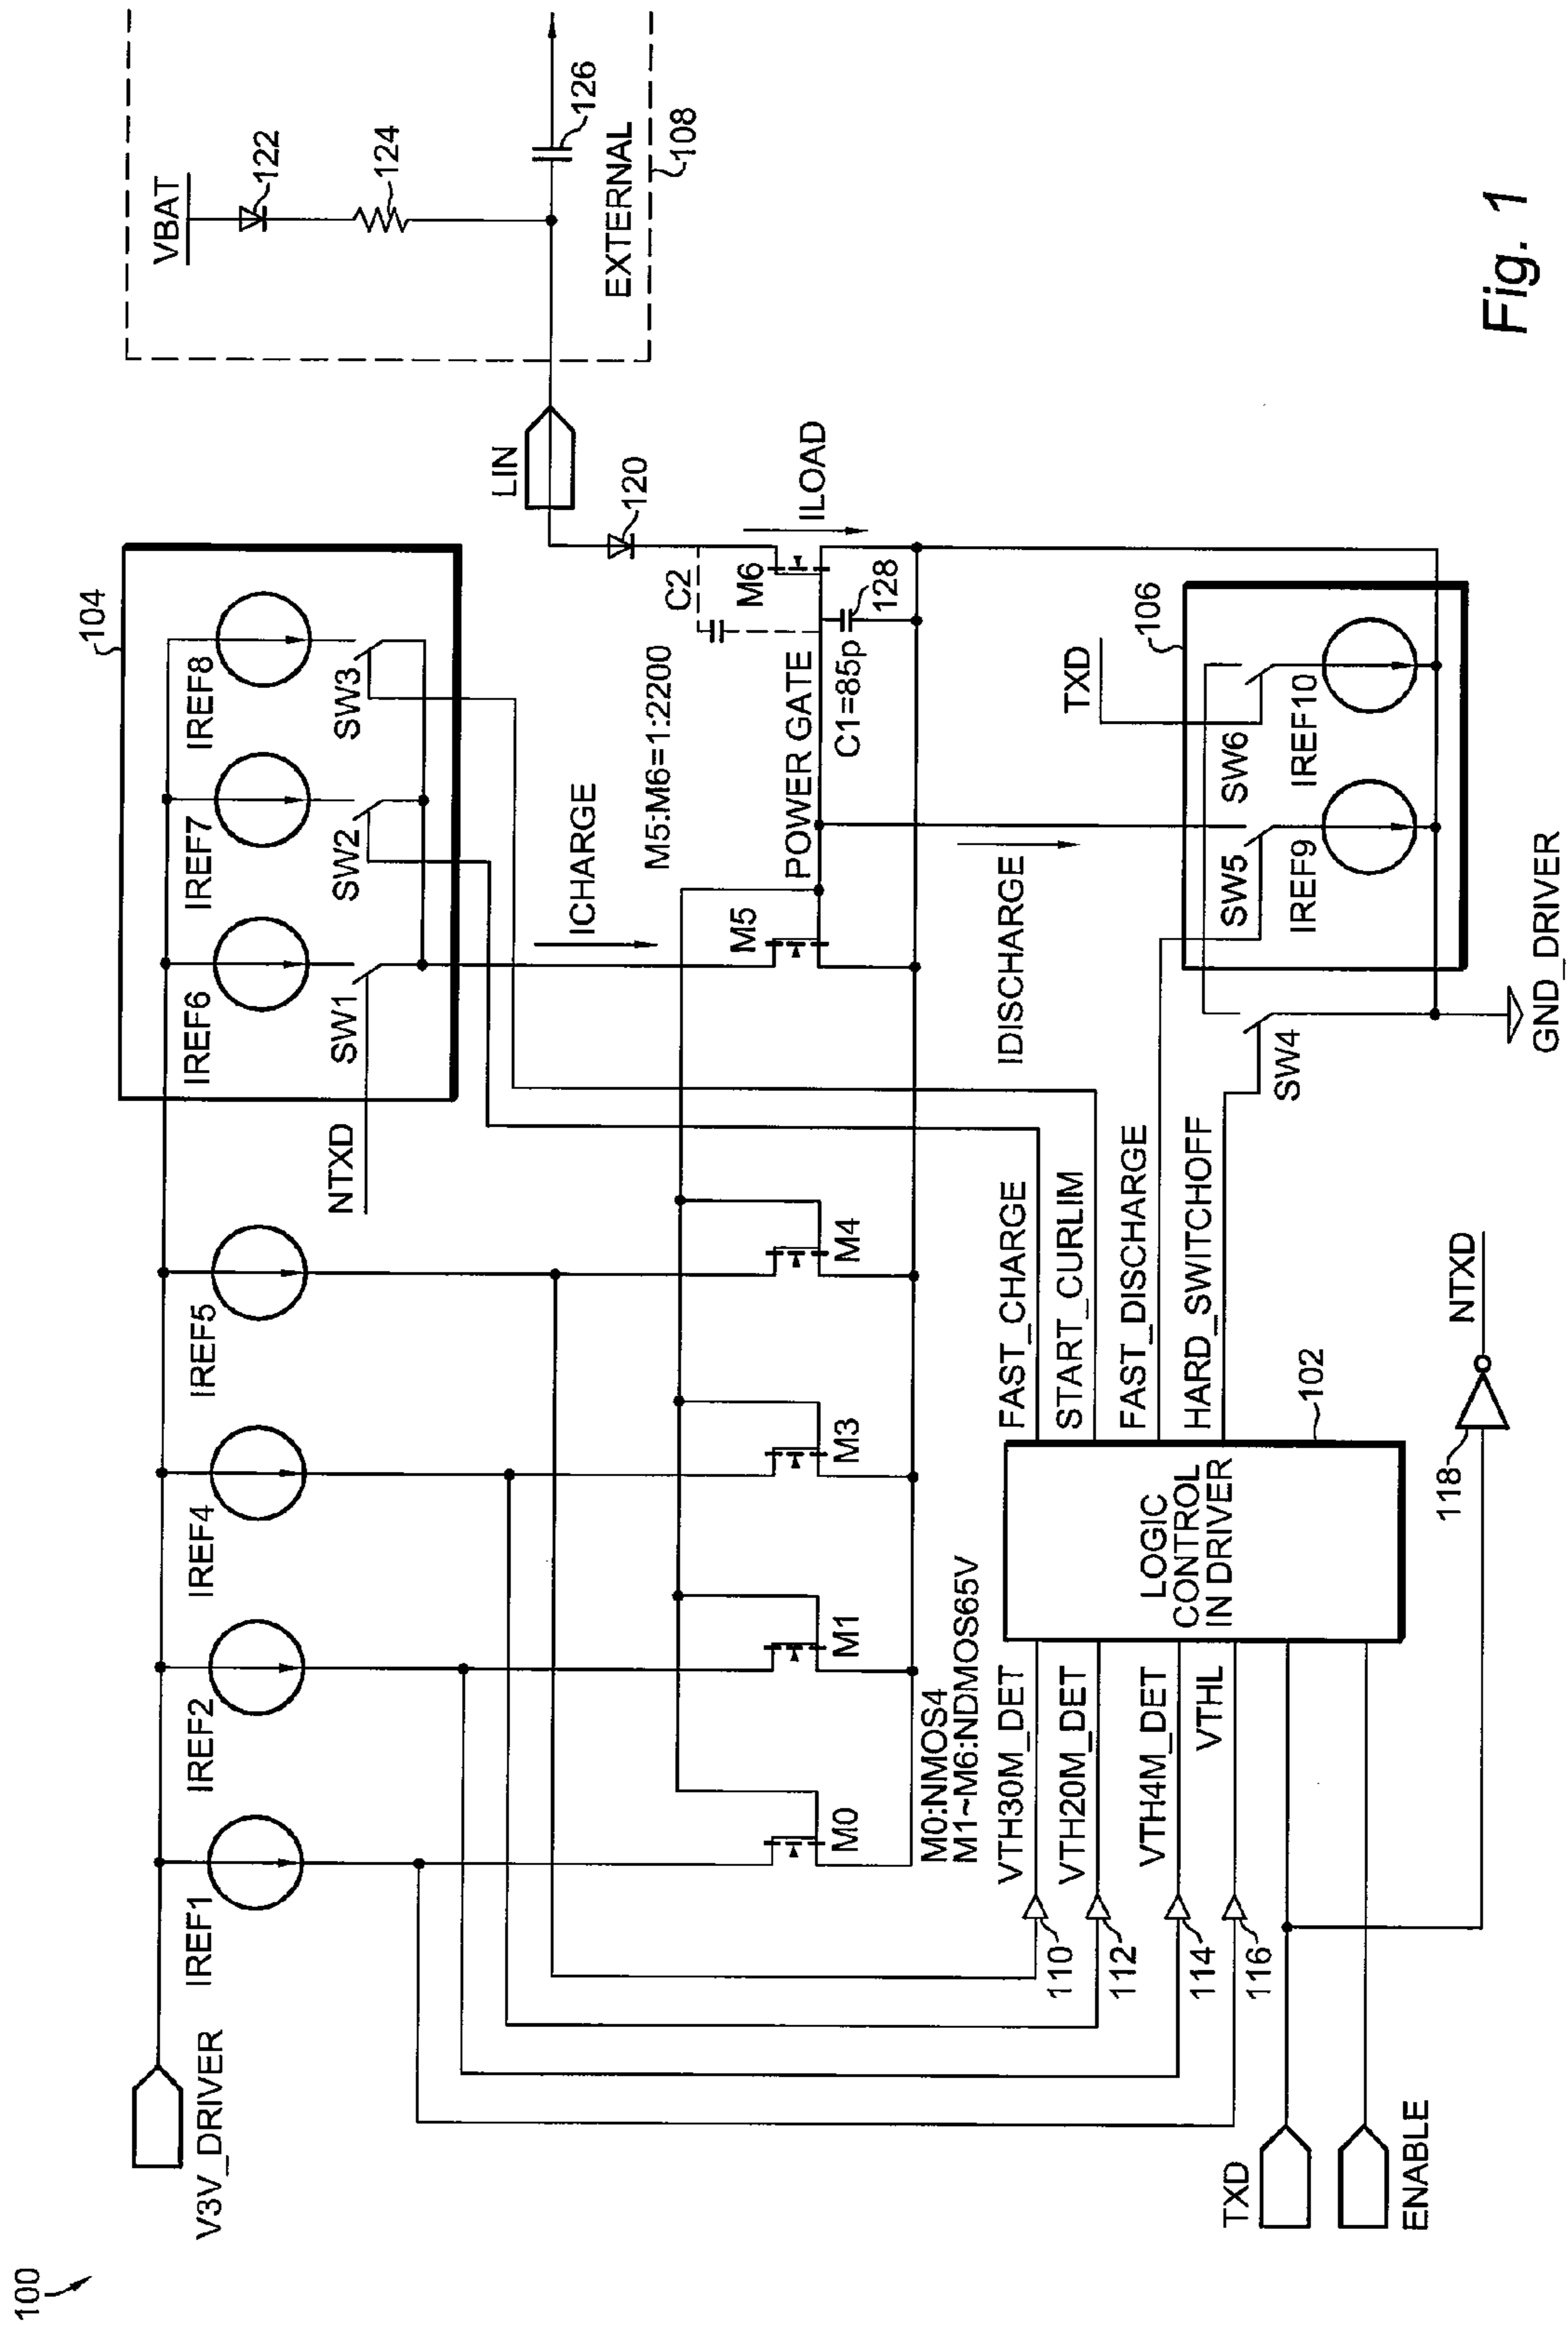 100
V3V_DRIVER
IREF1
IREF2
IREF4
IREF5
104
IREF6
IREF7
IREF8
NTXD
SW1
SW2
SW3
ICHARGE
M5:M6=1:2200
LIN
VBAT
122
124
126
EXTERNAL
108
120
C2
M6
ILOAD
M0
M1
M3
M4
M5
POWER GATE
C1=85p
128
M0:NMOS4
M1~M6:NDMOS65V
VTH30M_DET
VTH20M_DET
VTH4M_DET
VTHL
110
112
114
116
TXD
ENABLE
LOGIC
CONTROL
IN DRIVER
102
FAST_CHARGE
START_CURLIM
FAST_DISCHARGE
HARD_SWITCHOFF
118
NTXD
IDISCHARGE
TXD
106
SW4
SW5
SW6
IREF9
IREF10
GND_DRIVER
Fig. 1